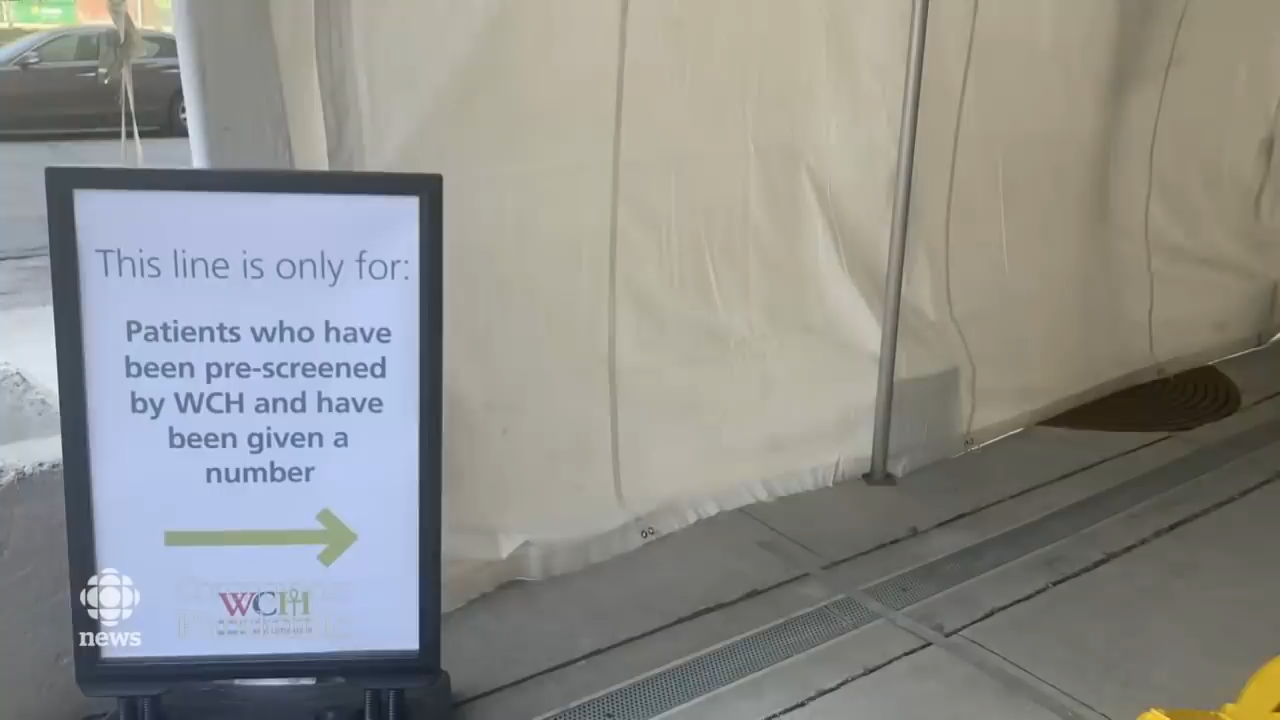 This line is only for:
Patients who have
been pre-screened
by WCH and have
been given a
number
WCH
news